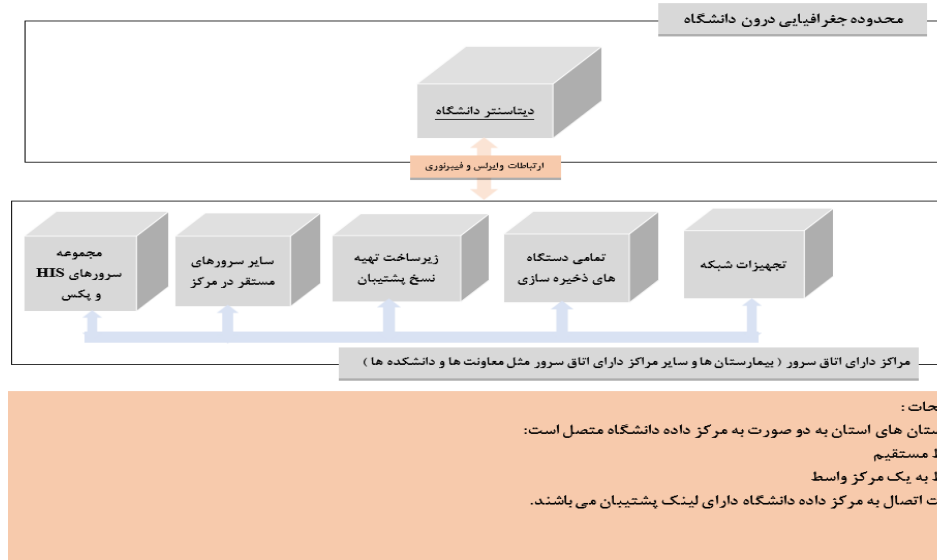 محدوده جغرافیایی درون دانشگاه
دیتاسنتر دانشگاه
ارتباطات وایرلس و فیبرنوری
تجهیزات شبکه
تمامی دستگاه
های ذخیره سازی
زیرساخت تهیه
نسخ پشتیبان
سایر سرورهای
مستقر در مرکز
مجموعه
سرورهای HIS
و پکس
مراکز دارای اتاق سرور ( بیمارستان ها و سایر مراکز دارای اتاق سرور مثل معاونت ها و دانشکده ها )
حات :
ستان های استان به دو صورت به مرکز داده دانشگاه متصل است:
ط مستقیم
ط به یک مرکز واسط
ت اتصال به مرکز داده دانشگاه دارای لینک پشتیبان می باشند.